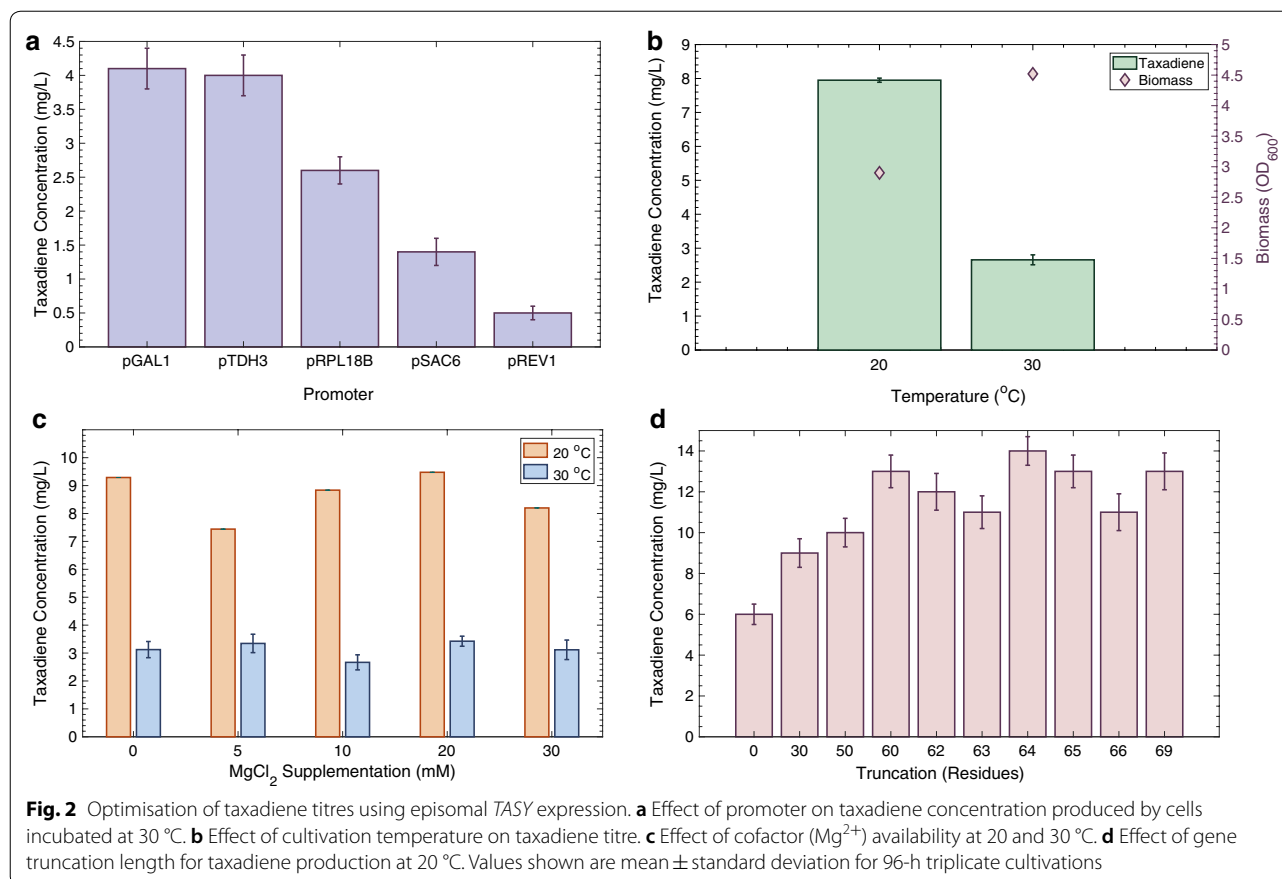 a
4.5
4
3.5
3
2.5
2
1.5
1
0.5
0
Taxadiene Concentration (mg/L)
pGAL1 pTDH3 pRPL18B pSAC6 pREV1
Promoter
b
9
8
7
6
5
4
3
2
1
0
Taxadiene Concentration (mg/L)
Taxadiene
Biomass
5
4.5
4
3.5
3
2.5
2
1.5
1
0.5
0
Biomass (OD600)
20 30
Temperature (°C)
c
10
9
8
7
6
5
4
3
2
1
0
Taxadiene Concentration (mg/L)
20 °C
30 °C
0 5 10 20 30
MgCl2 Supplementation (mM)
d
14
12
10
8
6
4
2
0
Taxadiene Concentration (mg/L)
0 30 50 60 62 63 64 65 66 69
Truncation (Residues)
Fig. 2 Optimisation of taxadiene titres using episomal TASY expression. a Effect of promoter on taxadiene concentration produced by cells
incubated at 30 °C. b Effect of cultivation temperature on taxadiene titre. c Effect of cofactor (Mg2+) availability at 20 and 30 °C. d Effect of gene
truncation length for taxadiene production at 20 °C. Values shown are mean ± standard deviation for 96-h triplicate cultivations